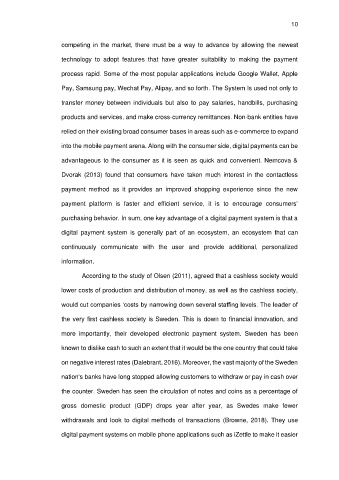 10
competing in the market, there must be a way to advance by allowing the newest
technology to adopt features that have greater suitability to making the payment
process rapid. Some of the most popular applications include Google Wallet, Apple
Pay, Samsung pay, Wechat Pay, Alipay, and so forth. The System Is used not only to
transfer money between individuals but also to pay salaries, handbills, purchasing
products and services, and make cross-currency remittances. Non-bank entities have
relied on their existing broad consumer bases in areas such as e-commerce to expand
into the mobile payment arena. Along with the consumer side, digital payments can be
advantageous to the consumer as it is seen as quick and convenient. Nemcova &
Dvorak (2013) found that consumers have taken much interest in the contactless
payment method as it provides an improved shopping experience since the new
payment platform is faster and efficient service, it is to encourage consumers'
purchasing behavior. In sum, one key advantage of a digital payment system is that a
digital payment system is generally part of an ecosystem, an ecosystem that can
continuously communicate with the user and provide additional, personalized
information.
According to the study of Olsen (2011), agreed that a cashless society would
lower costs of production and distribution of money, as well as the cashless society,
would cut companies 'costs by narrowing down several staffing levels. The leader of
the very first cashless society is Sweden. This is down to financial innovation, and
more importantly, their developed electronic payment system. Sweden has been
known to dislike cash to such an extent that it would be the one country that could take
on negative interest rates (Dalebrant, 2016). Moreover, the vast majority of the Sweden
nation's banks have long stopped allowing customers to withdraw or pay in cash over
the counter. Sweden has seen the circulation of notes and coins as a percentage of
gross domestic product (GDP) drops year after year, as Swedes make fewer
withdrawals and look to digital methods of transactions (Browne, 2018). They use
digital payment systems on mobile phone applications such as iZettle to make it easier